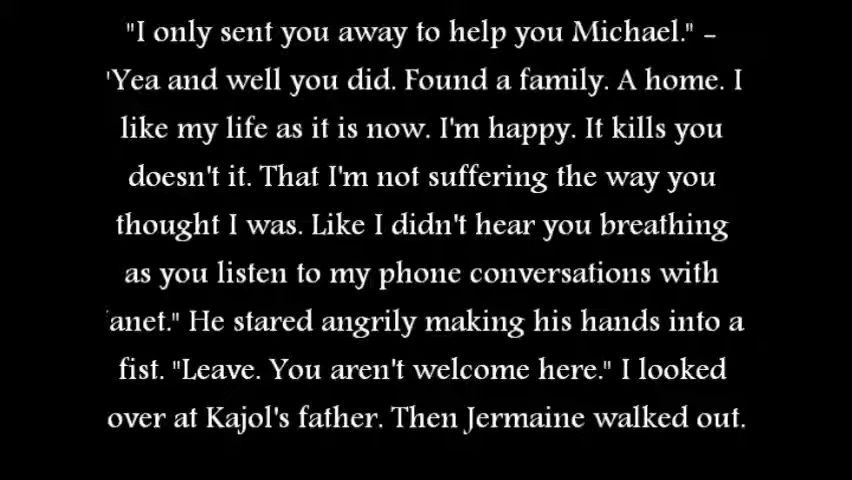 "I only sent you away to help you Michael." -
'Yea and well you did. Found a family. A home. I
like my life as it is now. I'm happy. It kills you
doesn't it. That I'm not suffering the way you
thought I was. Like I didn't hear you breathing
as you listen to my phone conversations with
anet." He stared angrily making his hands into a
fist. "Leave. You aren't welcome here." I looked
over at Kajol's father. Then Jermaine walked out.